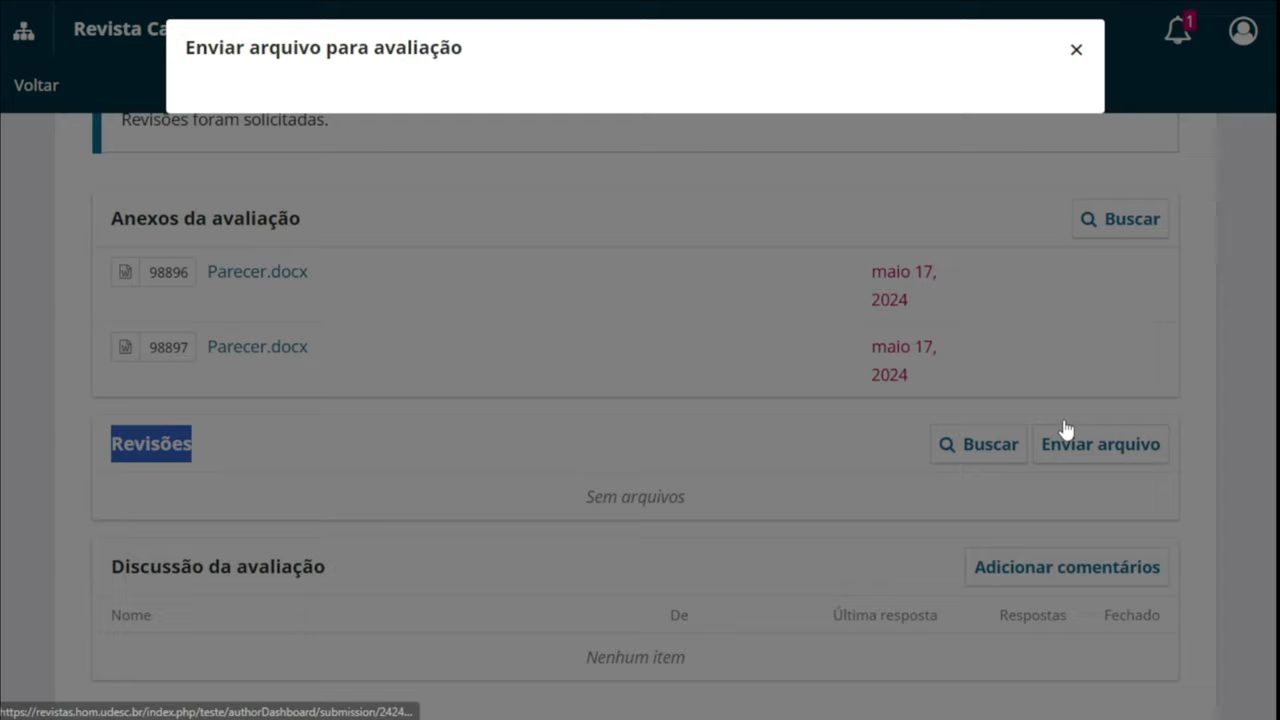 Revista Ca
Enviar arquivo para avaliação
1
Voltar
Revisões foram solicitadas.
Anexos da avaliação
Buscar
98896 Parecer.docx maio 17,
2024
98897 Parecer.docx maio 17,
2024
Revisões
Buscar
Enviar arquivo
Sem arquivos
Discussão da avaliação
Adicionar comentários
Nome De Última resposta Respostas Fechado
Nenhum item
https://revistas.hom.udesc.br/index.php/teste/authorDashboard/submission/2424...